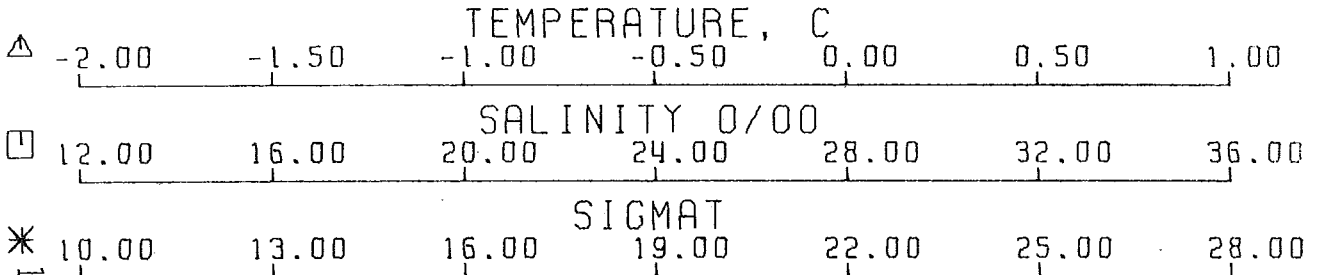 TEMPERATURE, C
-2.00 -1.50 -1.00 -0.50 0.00 0.50 1.00
SALINITY 0/00
12.00 16.00 20.00 24.00 28.00 32.00 36.00
SIGMAT
10.00 13.00 16.00 19.00 22.00 25.00 28.00